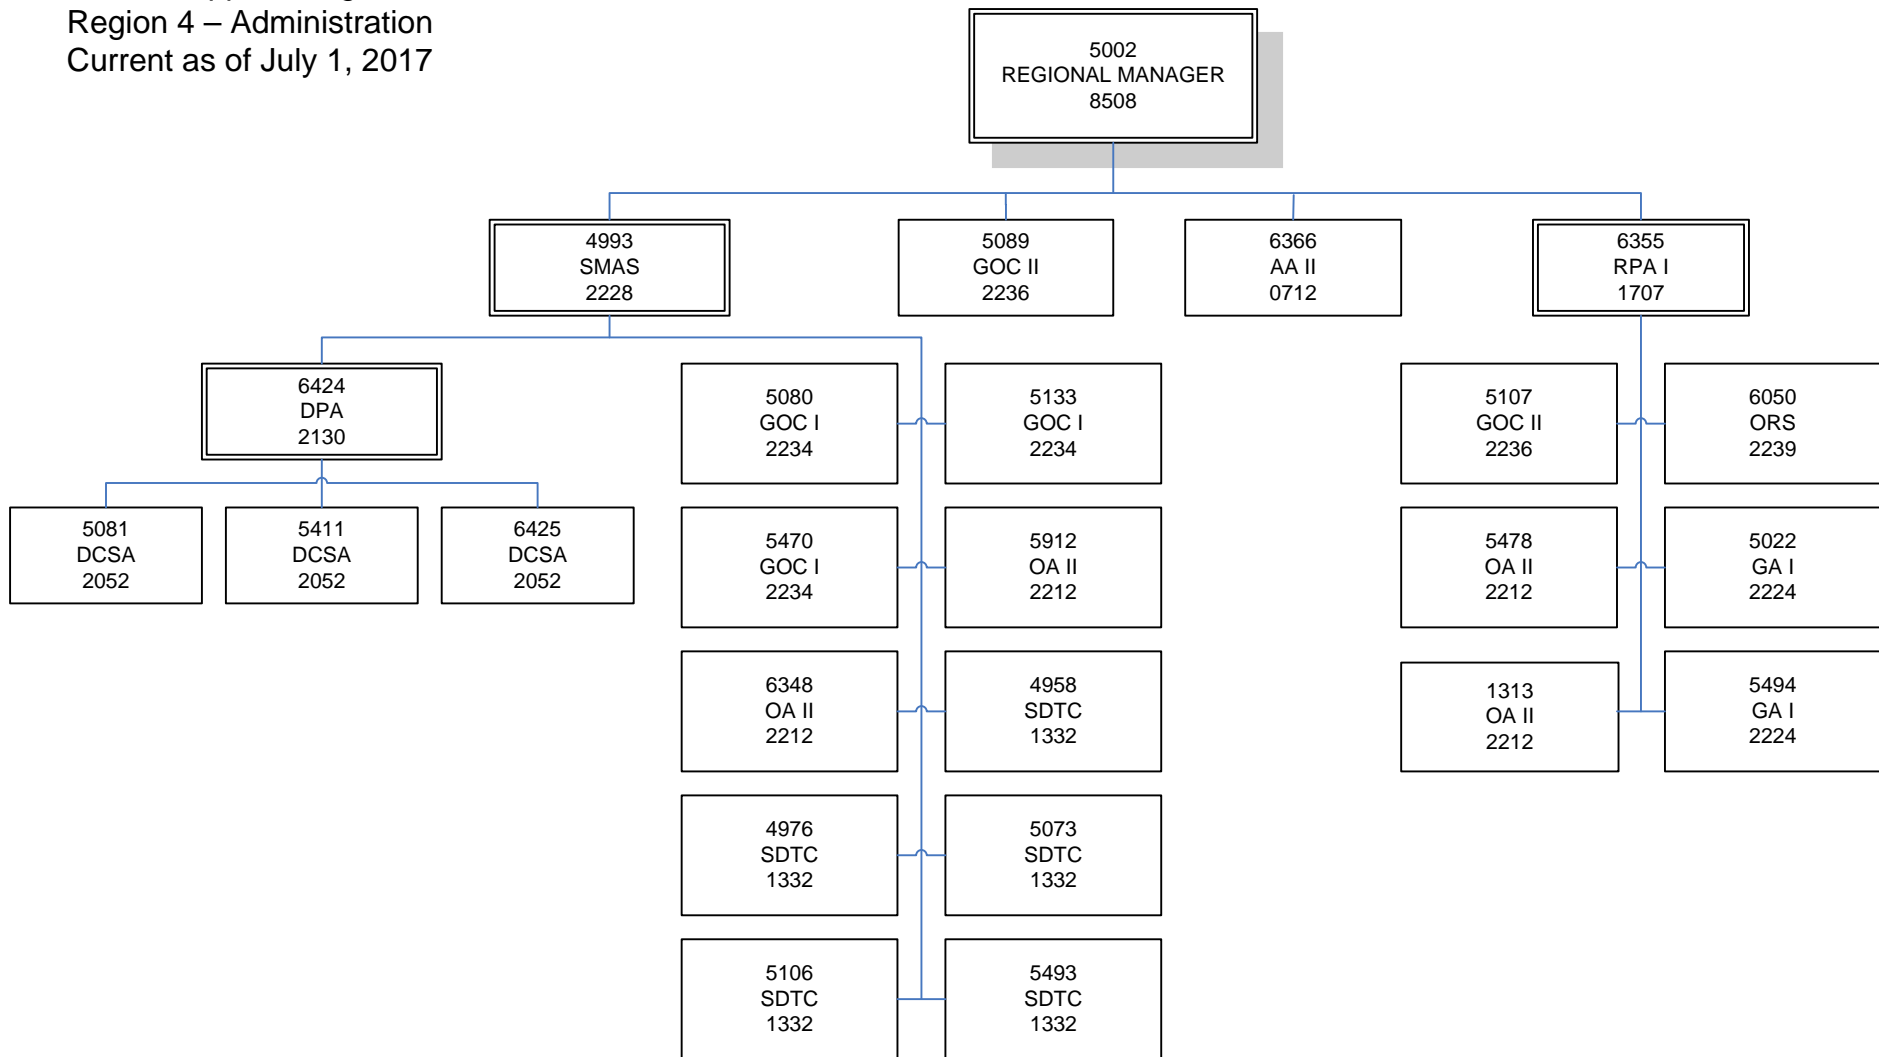 Region 4 – Administration
Current as of July 1, 2017
5002
REGIONAL MANAGER
8508
4993
SMAS
2228
5089
GOC II
2236
6366
AA II
0712
6355
RPA I
1707
6424
DPA
2130
5081
DCSA
2052
5411
DCSA
2052
6425
DCSA
2052
5080
GOC I
2234
5133
GOC I
2234
5470
GOC I
2234
5912
OA II
2212
6348
OA II
2212
4958
SDTC
1332
4976
SDTC
1332
5073
SDTC
1332
5106
SDTC
1332
5493
SDTC
1332
5107
GOC II
2236
6050
ORS
2239
5478
OA II
2212
5022
GA I
2224
1313
OA II
2212
5494
GA I
2224